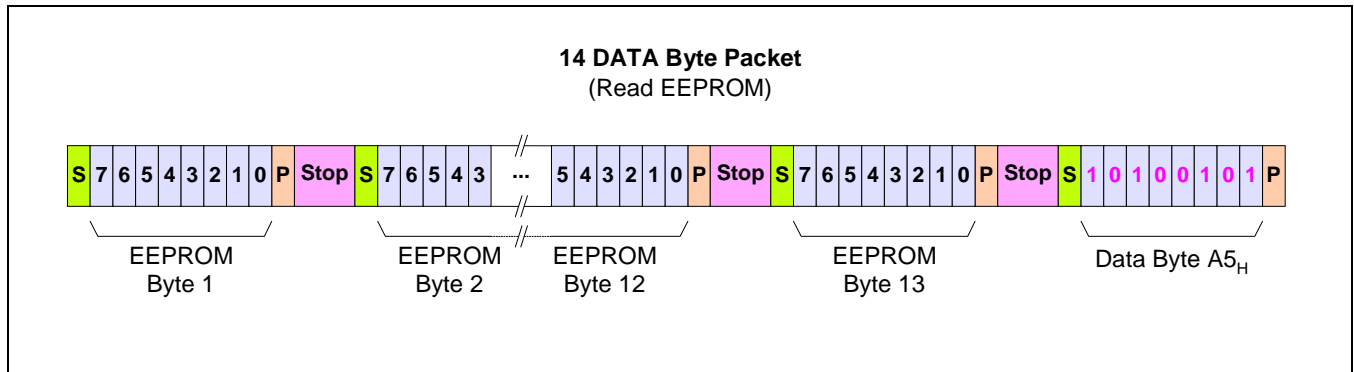 14 DATA Byte Packet
(Read EEPROM)
S 7 6 5 4 3 2 1 0 P Stop S 7 6 5 4 3 ... 5 4 3 2 1 0 P Stop S 7 6 5 4 3 2 1 0 P Stop S 1 0 1 0 0 1 0 1 P
EEPROM Byte 1
EEPROM Byte 2
EEPROM Byte 12
EEPROM Byte 13
Data Byte A5H